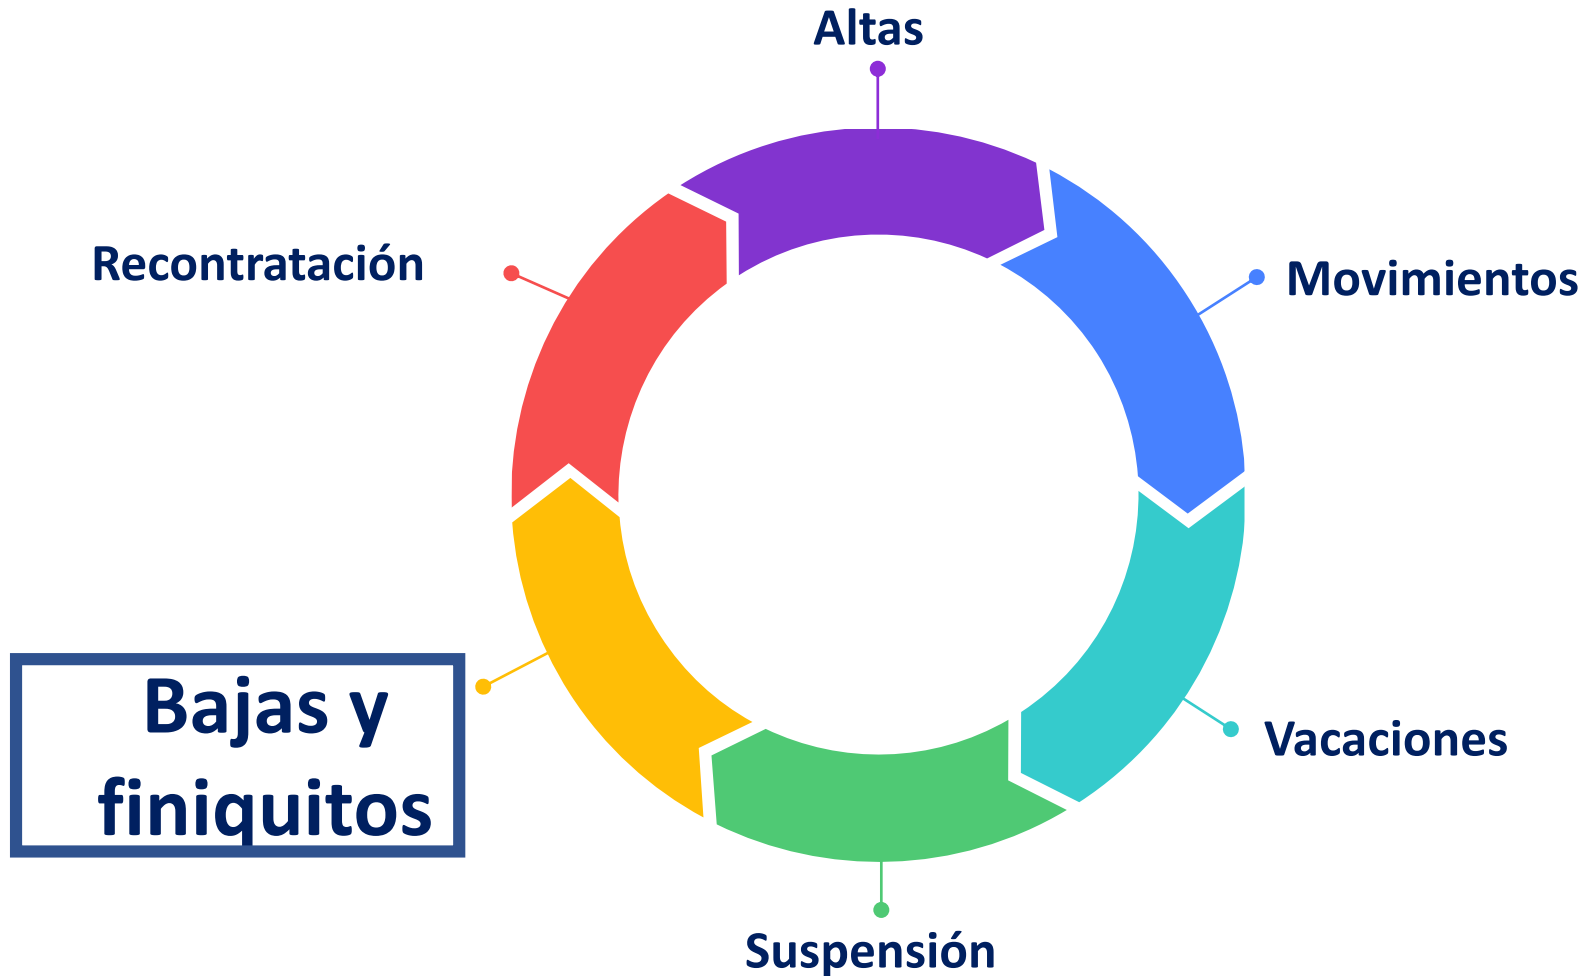 Altas
Recontratación
Movimientos
Bajas y
finiquitos
Vacaciones
Suspensión